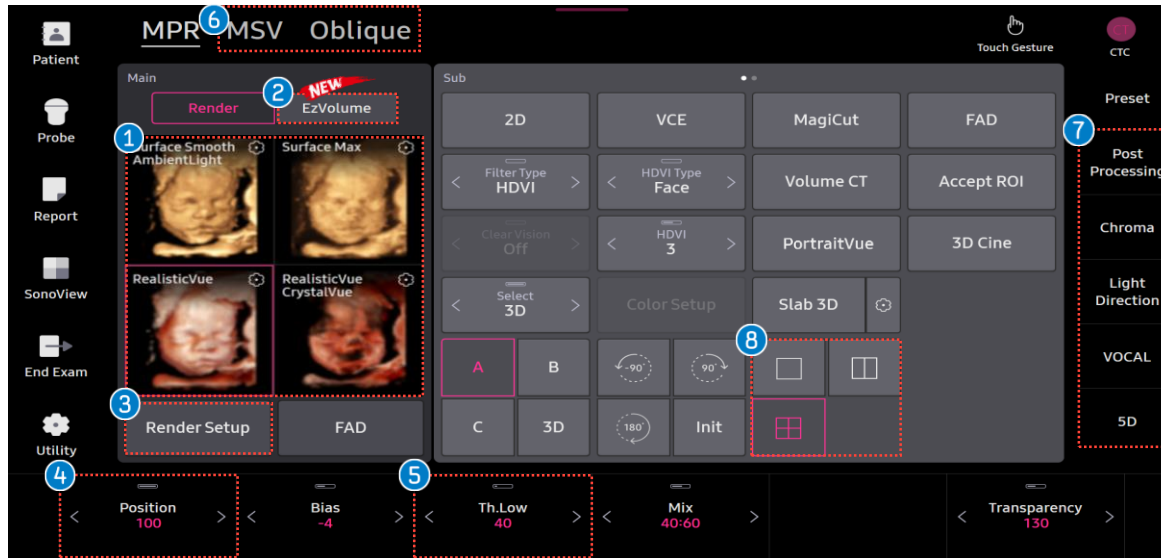 MPR
6
MSV
Oblique
Touch Gesture
CT
CTC
Patient
Probe
Report
SonoView
End Exam
Utility
Main
Render
2
NEW
EzVolume
1
Surface Smooth
AmbientLight
Surface Max
RealisticVue
RealisticVue
CrystalVue
3
Render Setup
FAD
Sub
2D
VCE
MagiCut
FAD
< Filter Type
HDVI >
< HDVI Type
Face >
Volume CT
Accept ROI
< Clear Vision
Off >
< HDVI
3 >
PortraitVue
3D Cine
< Select
3D >
Color Setup
Slab 3D
A
B
-90°
90°
8
C
3D
180°
Init
Preset
7
Post
Processing
Chroma
Light
Direction
VOCAL
5D
4
< Position
100 >
< Bias
-4 >
5
< Th.Low
40 >
< Mix
40:60 >
< Transparency
130 >